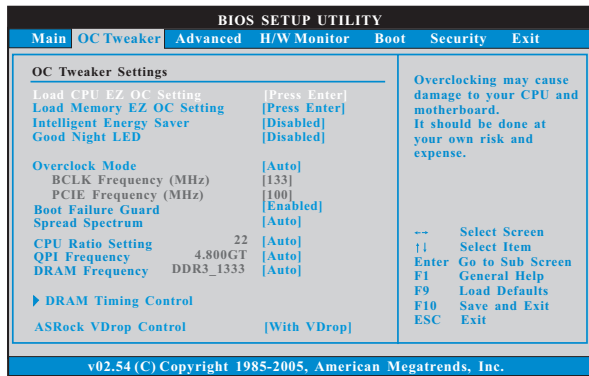 BIOS SETUP UTILITY
Main OC Tweaker Advanced H/W Monitor Boot Security Exit
OC Tweaker Settings
Load CPU EZ OC Setting [Press Enter]
Load Memory EZ OC Setting [Press Enter]
Intelligent Energy Saver [Disabled]
Good Night LED [Disabled]
Overclock Mode [Auto]
BCLK Frequency (MHz) [133]
PCIE Frequency (MHz) [100]
Boot Failure Guard [Enabled]
Spread Spectrum [Auto]
CPU Ratio Setting 22 [Auto]
QPI Frequency 4.800GT [Auto]
DRAM Frequency DDR3_1333 [Auto]
DRAM Timing Control
ASRock VDrop Control [With VDrop]
Overclocking may cause
damage to your CPU and
motherboard.
It should be done at
your own risk and
expense.
←→ Select Screen
↑↓ Select Item
Enter Go to Sub Screen
F1 General Help
F9 Load Defaults
F10 Save and Exit
ESC Exit
v02.54 (C) Copyright 1985-2005, American Megatrends, Inc.